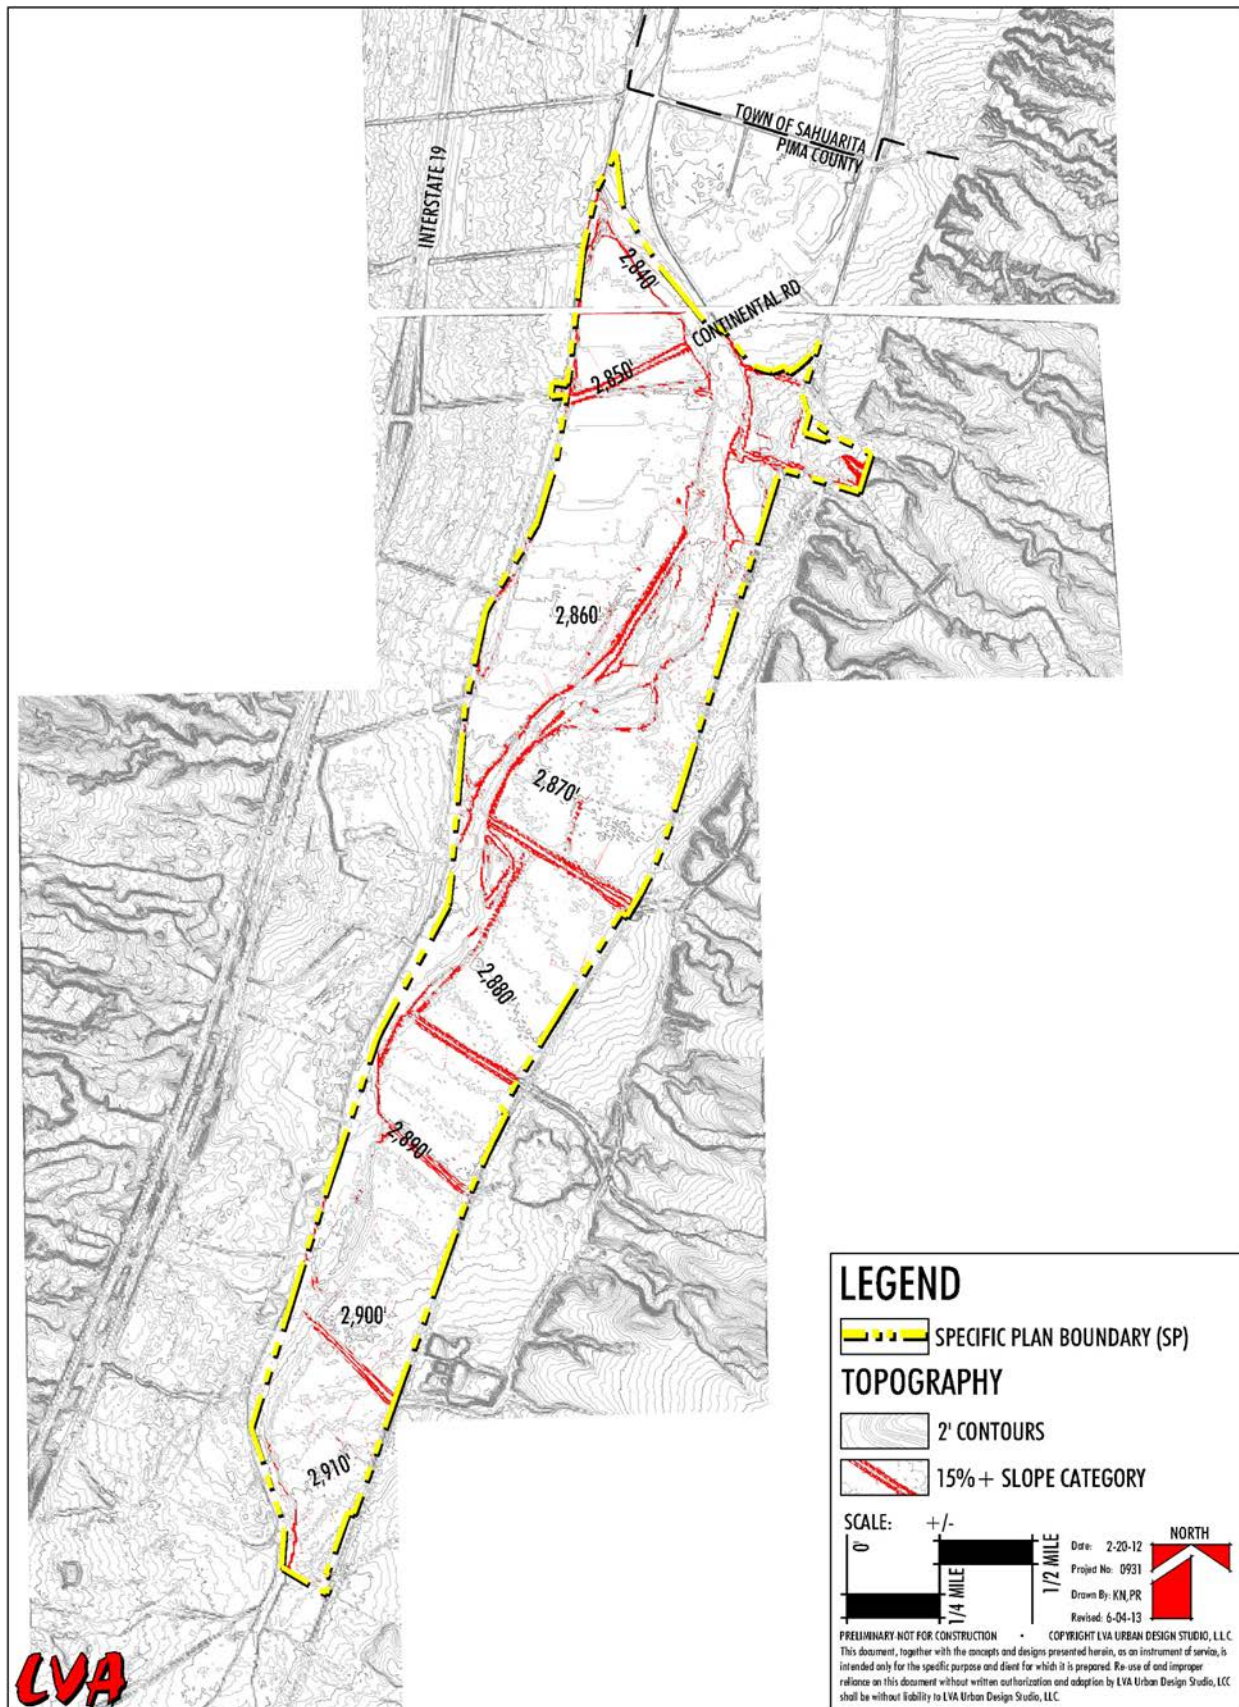 TOWN OF SAHUARITA
PIMA COUNTY
INTERSTATE 19
2,840'
CONTINENTAL RD
2,850'
2,860'
2,870'
2,880'
2,890'
2,900'
2,910'
LEGEND
SPECIFIC PLAN BOUNDARY (SP)
TOPOGRAPHY
2' CONTOURS
15%+ SLOPE CATEGORY
SCALE: +/-
0'
1/4 MILE
1/2 MILE
Date: 2-20-12
Project No: 0931
Drawn By: KN,PR
Revised: 6-04-13
NORTH
PRELIMINARY-NOT FOR CONSTRUCTION • COPYRIGHT LVA URBAN DESIGN STUDIO, L.L.C.
This document, together with the concepts and designs presented herein, as an instrument of service, is
intended only for the specific purpose and client for which it is prepared. Re-use of and improper
reliance on this document without written authorization and adaption by LVA Urban Design Studio, LCC
shall be without liability to LVA Urban Design Studio, LLC.
LVA